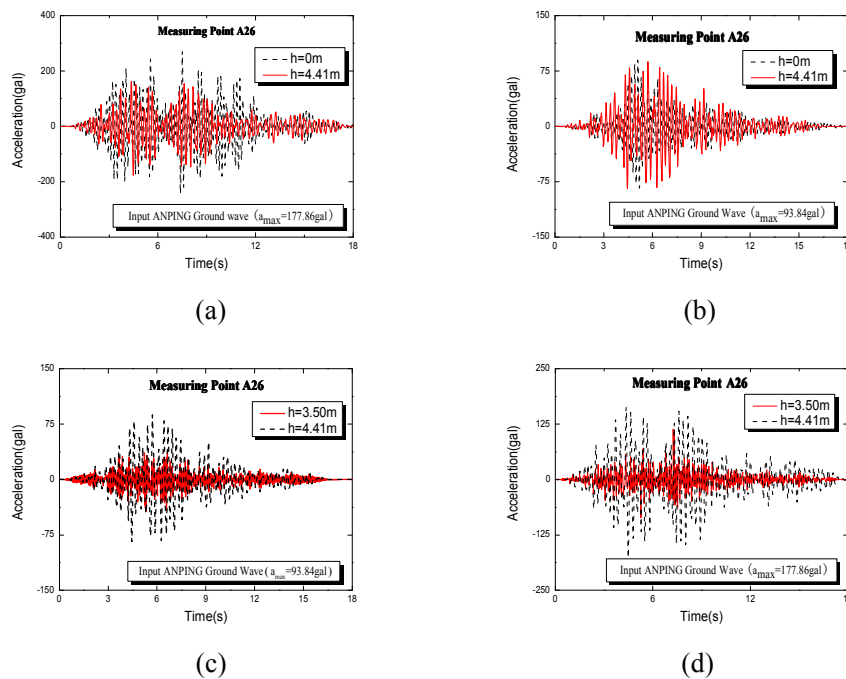 Measuring Point A26
h=0m
h=4.41m
Acceleration(gal)
400
200
0
-200
-400
Input ANPING Ground wave (amax=177.86gal)
0 6 12 18
Time(s)
(a)
Measuring Point A26
h=0m
h=4.41m
Acceleration(gal)
150
75
0
-75
-150
Input ANPING Ground Wave (amax=93.84gal)
0 3 6 9 12 15 18
Time(s)
(b)
Measuring Point A26
h=3.50m
h=4.41m
Acceleration(gal)
150
75
0
-75
-150
Input ANPING Ground Wave( amax=93.84gal)
0 3 6 9 12 15 18
Time(s)
(c)
Measuring Point A26
h=3.50m
h=4.41m
Acceleration(gal)
250
125
0
-125
-250
Input ANPING Ground Wave (amax=177.86gal)
0 6 12 18
Time(s)
(d)